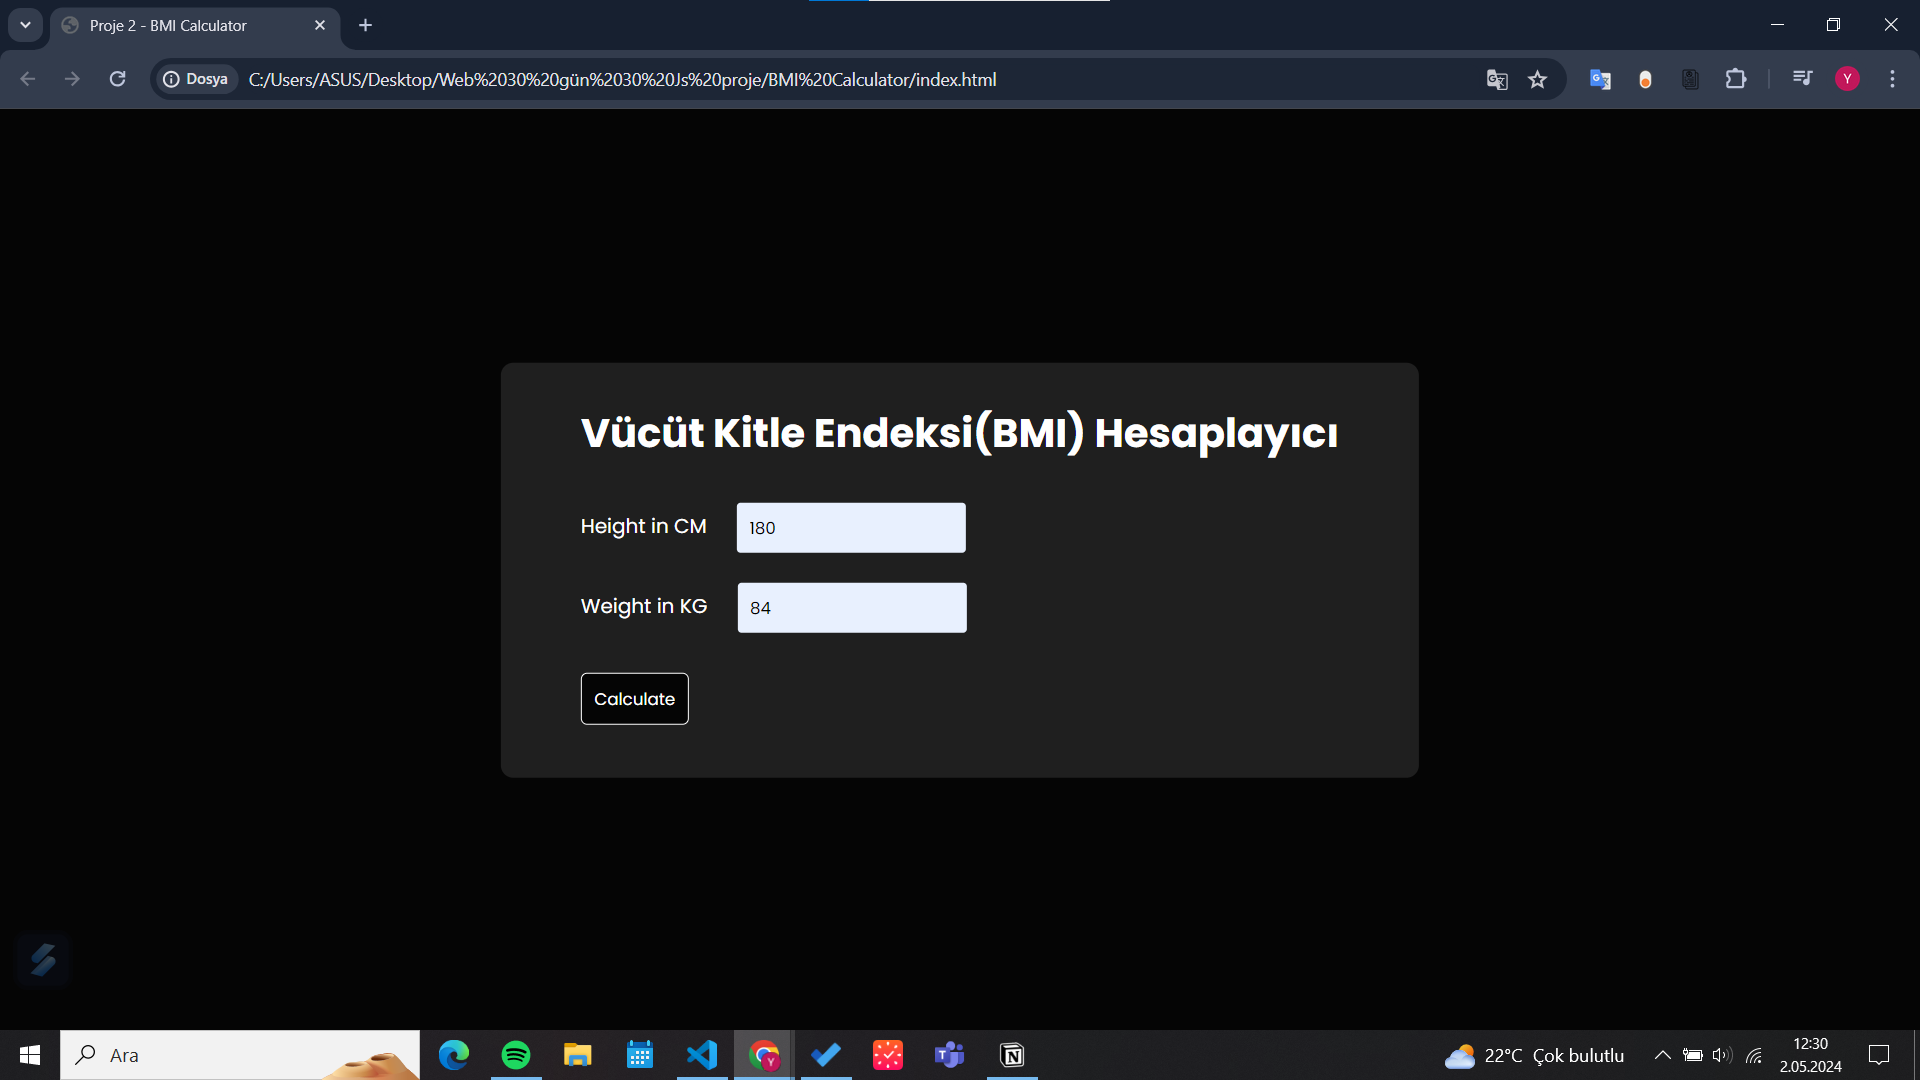 Proje 2 - BMI Calculator
Dosya
C:/Users/ASUS/Desktop/Web%2030%20gün%2030%20Js%20proje/BMI%20Calculator/index.html
Y
Vücüt Kitle Endeksi(BMI) Hesaplayıcı
Height in CM
180
Weight in KG
84
Calculate
Ara
22°C Çok bulutlu
12:30
2.05.2024